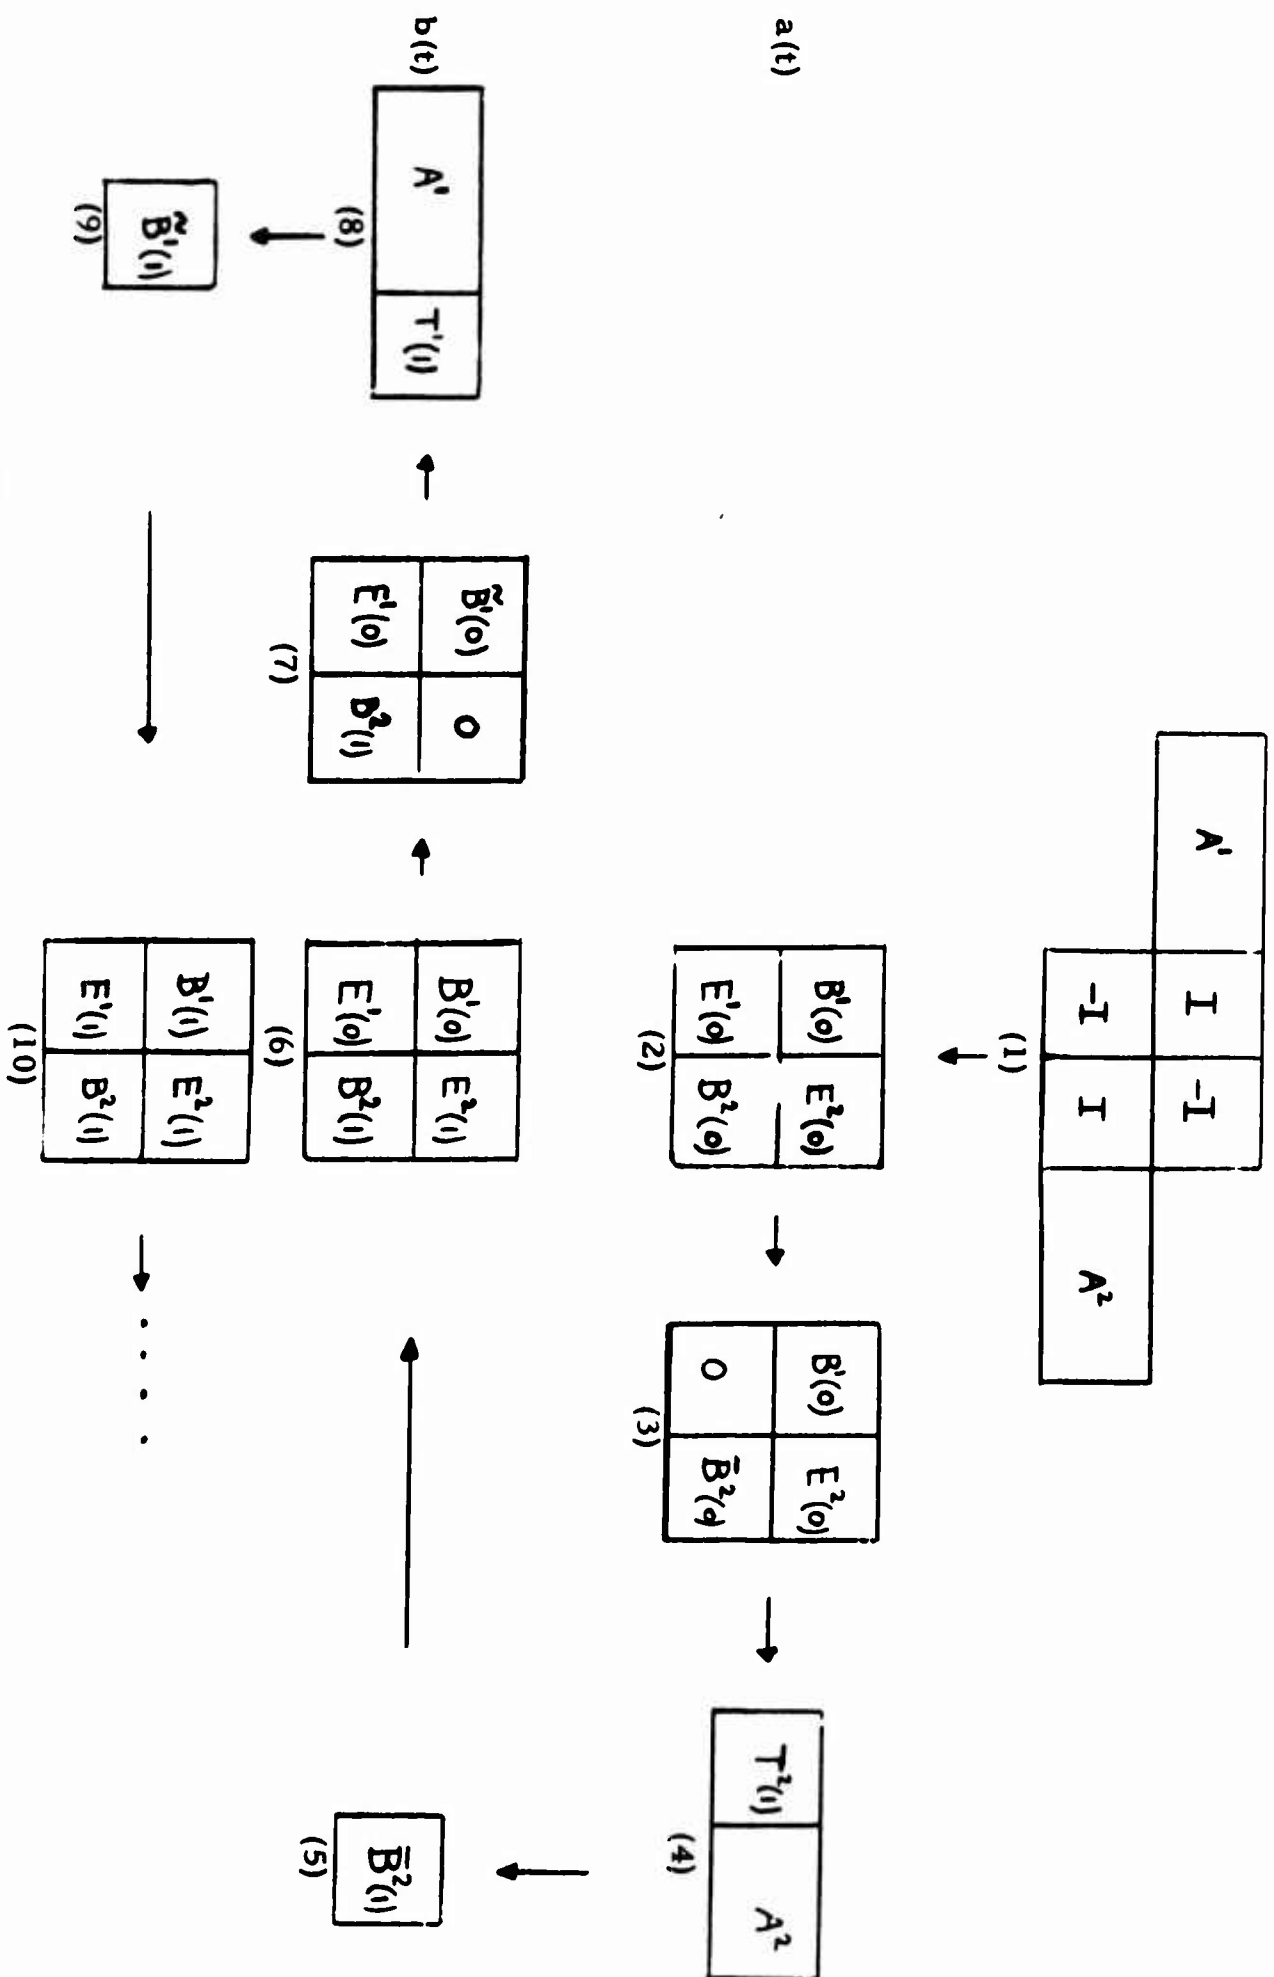 A¹ I -I
-I I A²
(1)
a(t)
B¹(0) E²(0)
E¹(0) B²(0)
(2)
B¹(0) E²(0)
0 B̄²(0)
(3)
T²(1) A²
(4)
B̄²(1)
(5)
B¹(0) E²(1)
E¹(0) B²(1)
(6)
B̃¹(0) 0
E¹(0) B²(1)
(7)
b(t)
A¹ T¹(1)
(8)
B̃¹(1)
(9)
B¹(1) E²(1)
E¹(1) B²(1)
(10)
. . . .